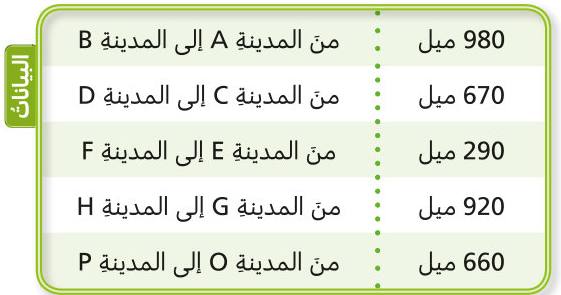 البيانات
980 ميل منَ المدينةِ A إلى المدينةِ B
670 ميل منَ المدينةِ C إلى المدينةِ D
290 ميل منَ المدينةِ E إلى المدينةِ F
920 ميل منَ المدينةِ G إلى المدينةِ H
660 ميل منَ المدينةِ O إلى المدينةِ P